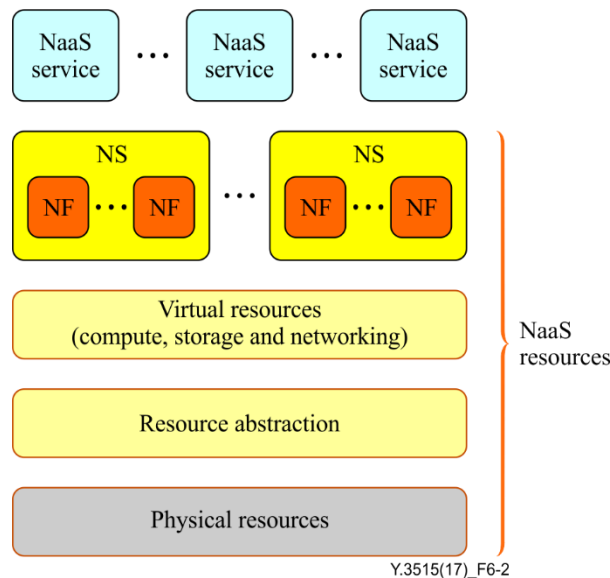 NaaS
service
...
NaaS
service
...
NaaS
service
NS
NF
...
NF
...
NS
NF
...
NF
Virtual resources
(compute, storage and networking)
Resource abstraction
Physical resources
NaaS
resources
Y.3515(17)_F6-2